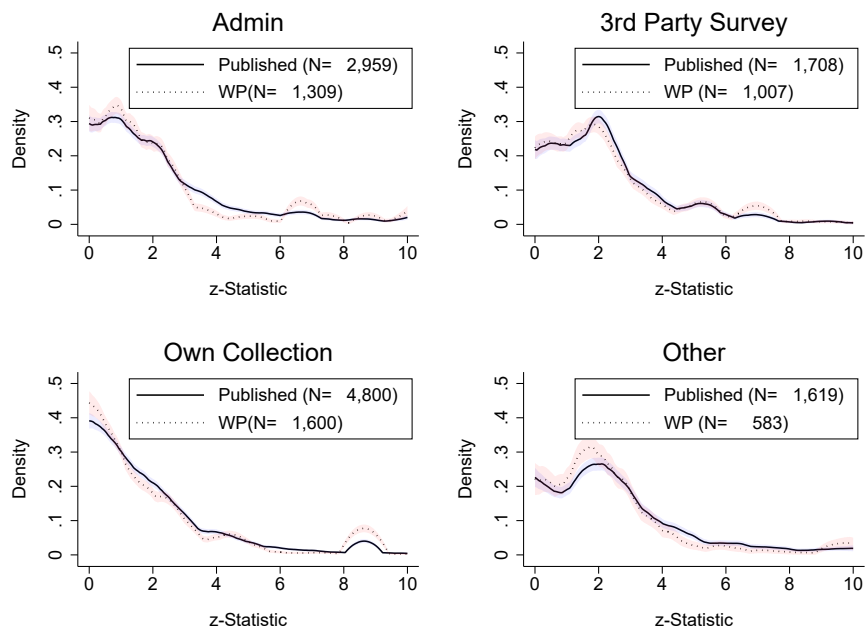 Admin
Published (N= 2,959)
WP(N= 1,309)
Density
.5
.4
.3
.2
.1
0
0 2 4 6 8 10
z-Statistic
3rd Party Survey
Published (N= 1,708)
WP (N= 1,007)
Density
.5
.4
.3
.2
.1
0
0 2 4 6 8 10
z-Statistic
Own Collection
Published (N= 4,800)
WP(N= 1,600)
Density
.5
.4
.3
.2
.1
0
0 2 4 6 8 10
z-Statistic
Other
Published (N= 1,619)
WP (N= 583)
Density
.5
.4
.3
.2
.1
0
0 2 4 6 8 10
z-Statistic